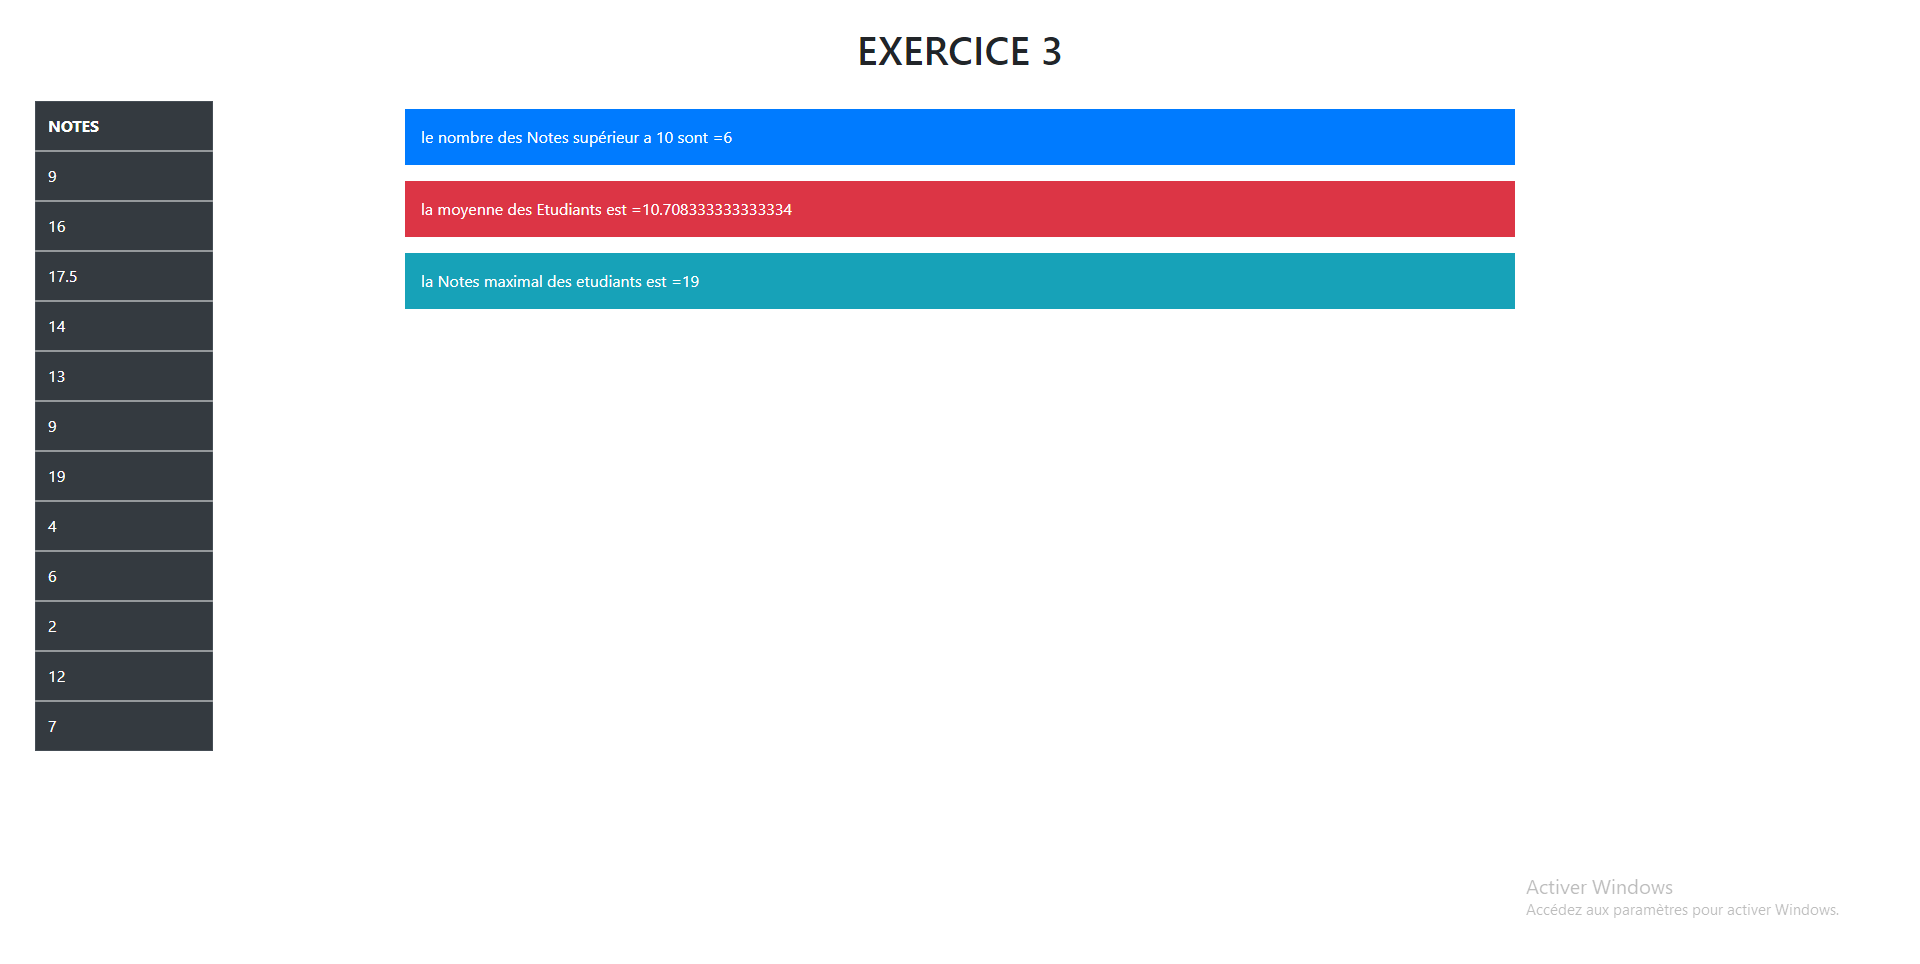 EXERCICE 3
NOTES
9
16
17.5
14
13
9
19
4
6
2
12
7
le nombre des Notes supérieur a 10 sont =6
la moyenne des Etudiants est =10.708333333333334
la Notes maximal des etudiants est =19
Activer Windows
Accédez aux paramètres pour activer Windows.